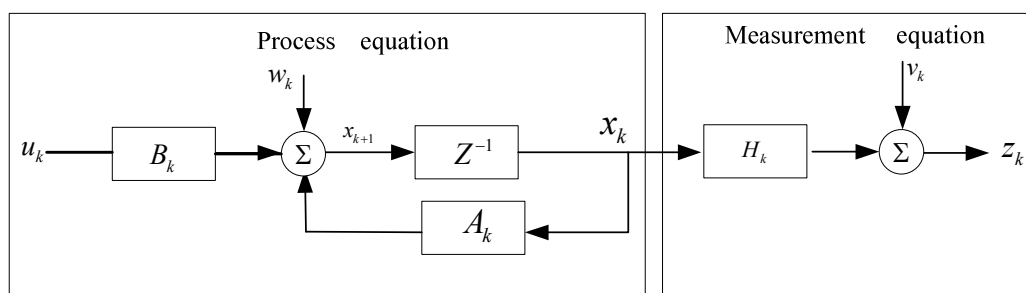 Process equation
w_k
u_k
B_k
Σ
x_{k+1}
Z^{-1}
x_k
A_k
Measurement equation
v_k
H_k
Σ
z_k